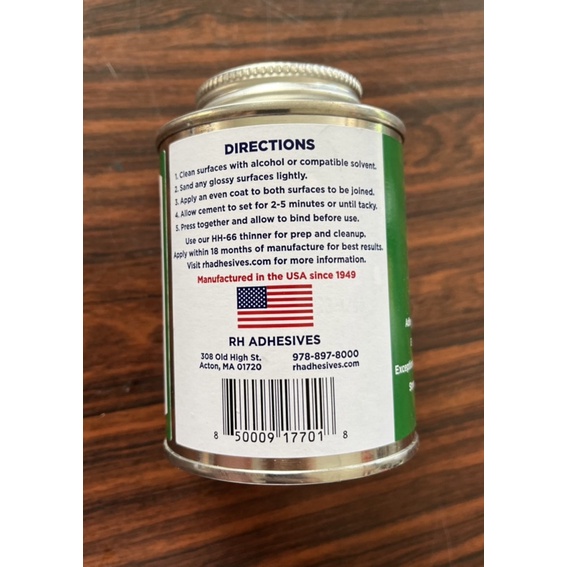 DIRECTIONS
1. Clean surfaces with alcohol or compatible solvent.
2. Sand any glossy surfaces lightly.
3. Apply an even coat to both surfaces to be joined.
4. Allow cement to set for 2-5 minutes or until tacky.
5. Press together and allow to bind before use.
Use our HH-66 thinner for prep and cleanup.
Apply within 18 months of manufacture for best results.
Visit rhadhesives.com for more information.
Manufactured in the USA since 1949
RH ADHESIVES
308 Old High St. 978-897-8000
Acton, MA 01720 rhadhesives.com
8 50009 17701 8